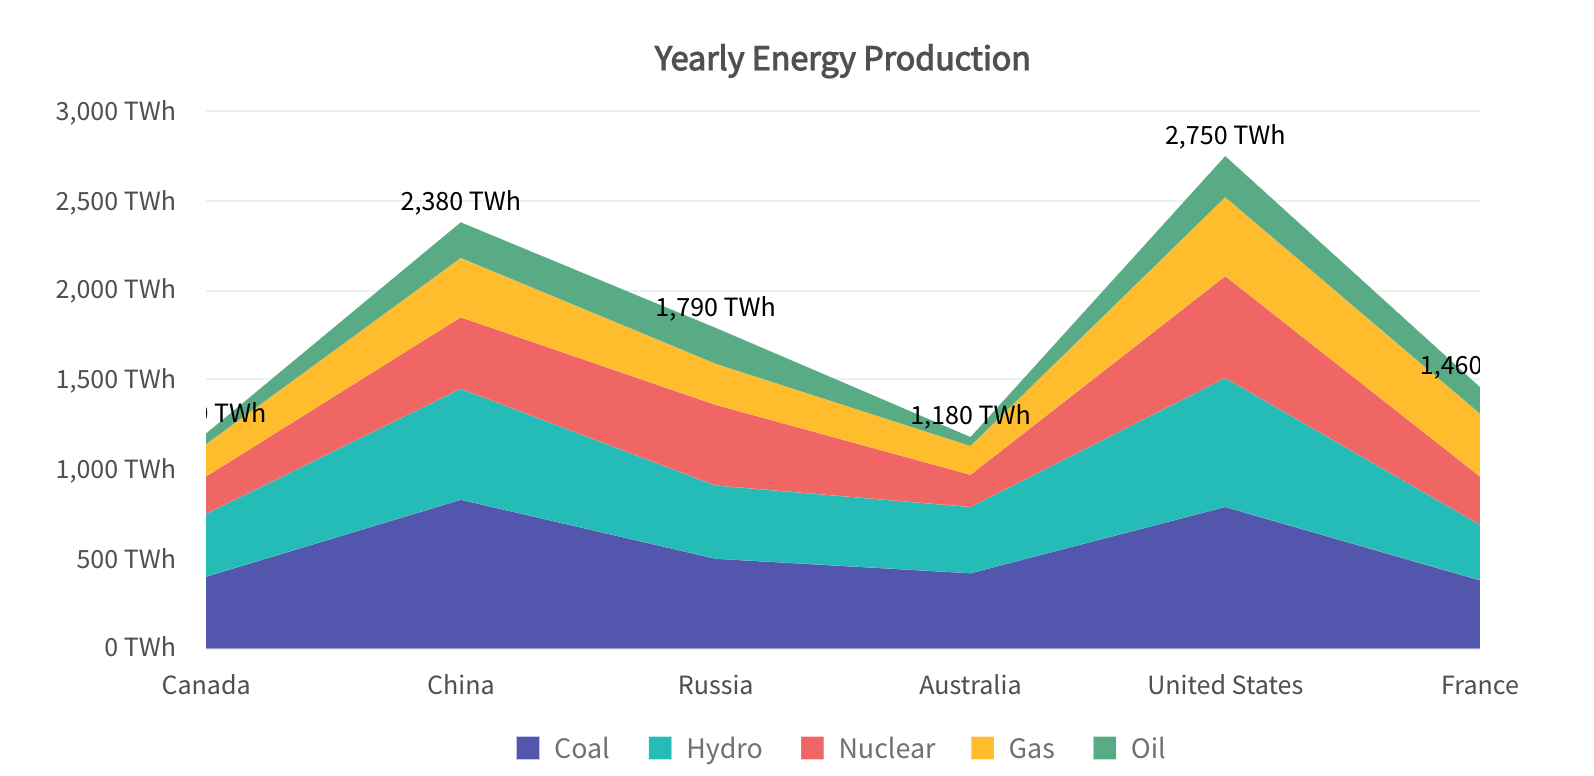 Yearly Energy Production
3,000 TWh
2,500 TWh
2,000 TWh
1,500 TWh
1,000 TWh
500 TWh
0 TWh
TWh
2,380 TWh
1,790 TWh
1,180 TWh
2,750 TWh
1,460
Canada
China
Russia
Australia
United States
France
Coal
Hydro
Nuclear
Gas
Oil